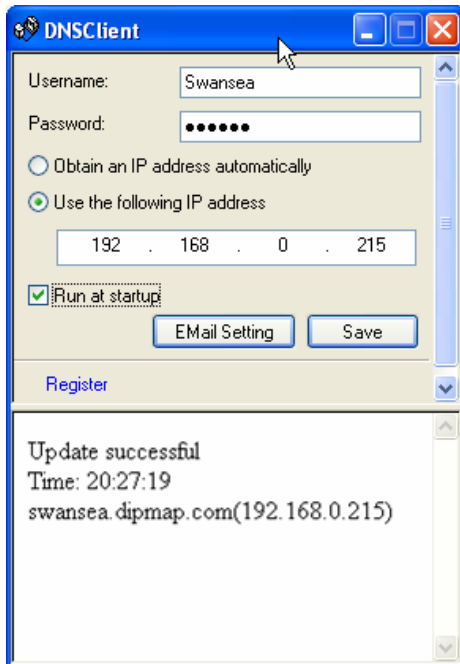 DNSClient
Username: Swansea
Password: ●●●●●●
Obtain an IP address automatically
Use the following IP address
192 . 168 . 0 . 215
Run at startup
EMail Setting Save
Register
Update successful
Time: 20:27:19
swansea.dipmap.com(192.168.0.215)